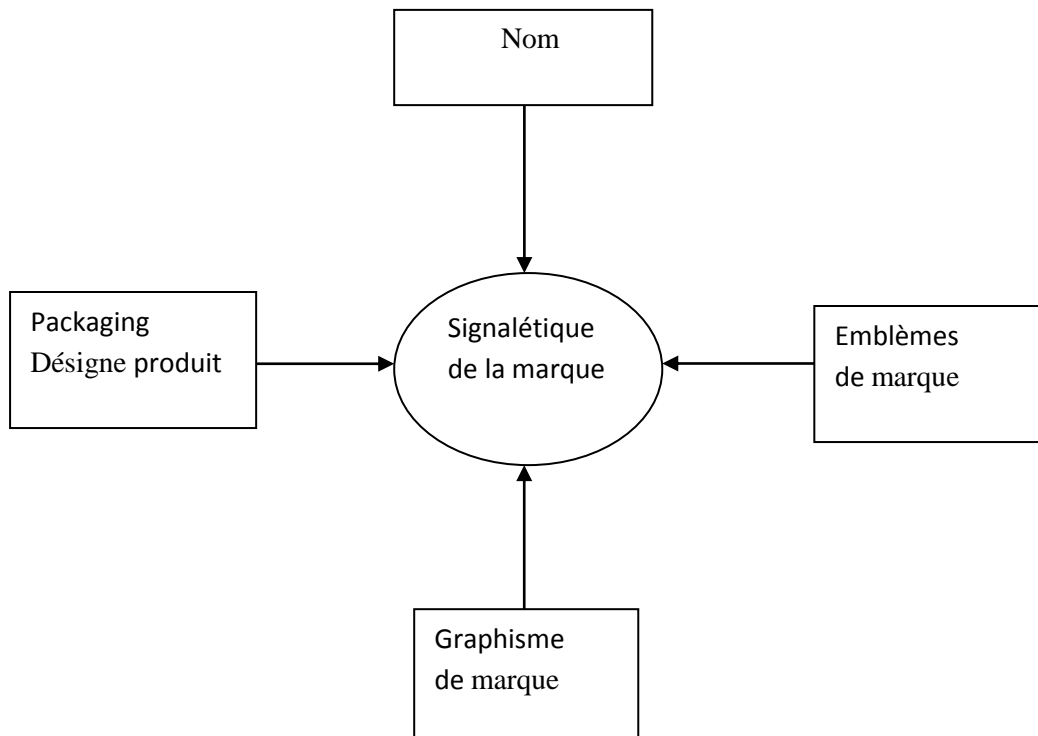 Nom
Packaging
Désigne produit
Signalétique
de la marque
Emblèmes
de marque
Graphisme
de marque